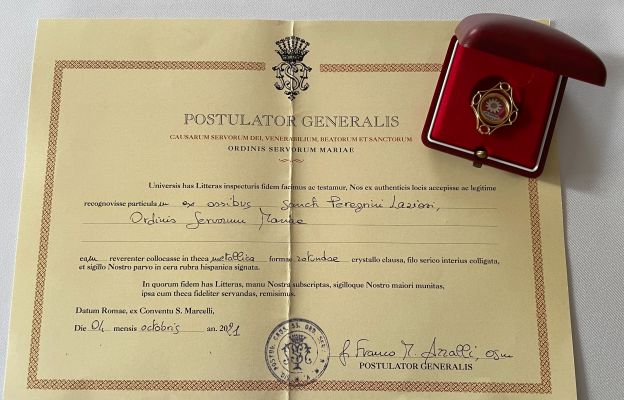 POSTULATOR GENERALIS
CAUSARUM SERVORUM DEI, VENERABILIUM, BEATORUM ET SANCTORUM
ORDINIS SERVORUM MARIAE
Universis has Litteras inspecturis fidem facimus ac testamur, Nos ex authenticis locis accepisse ac legitime
recognovisse particulam ex ossibus Sancti Peregrini Laziosi,
Ordinis Servorum Mariae
eam reverenter collocasse in theca metallica formae rotundae crystallo clausa, filo serico interius colligata,
et sigillo Nostro parvo in cera rubra hispanica signata.
In quorum fidem has Litteras, manu Nostra subscriptas, sigilloque Nostro maiori munitas,
ipsa cum theca fideliter servandas, remisimus.
Datum Romae, ex Conventu S. Marcelli,
Die 04 mensis octobris an. 2021
f. Franco M. Azzalli, osm
POSTULATOR GENERALIS